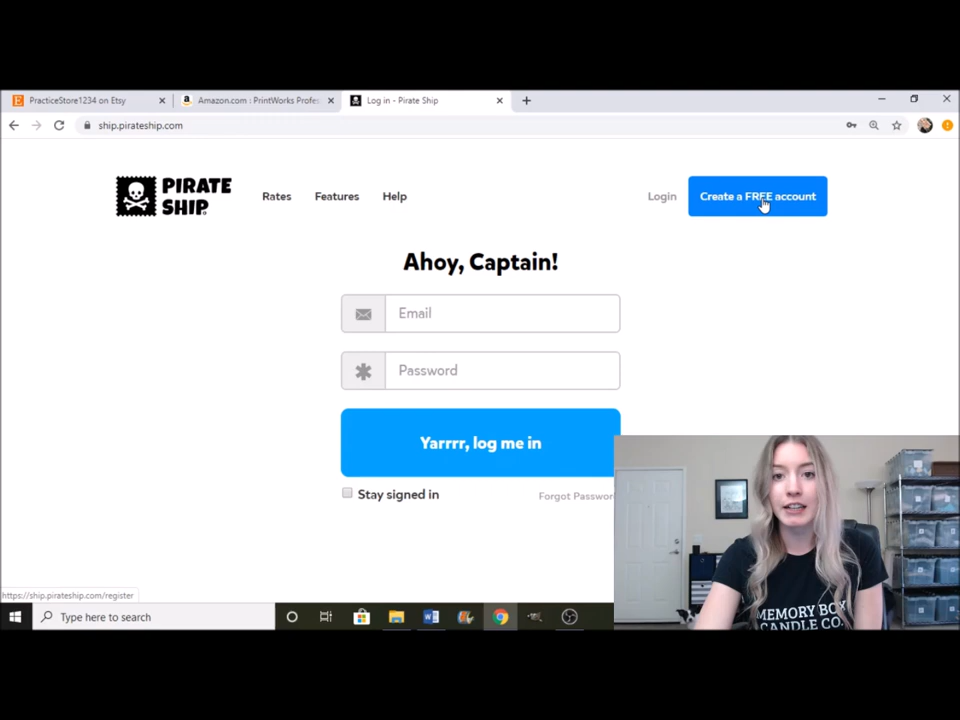 PracticeStore1234 on Etsy
Amazon.com : PrintWorks Profes
Log in - Pirate Ship
ship.pirateship.com
PIRATE
SHIP
Rates
Features
Help
Login
Create a FREE account
Ahoy, Captain!
Email
Password
Yarrrr, log me in
Stay signed in
Forgot Passwor
https://ship.pirateship.com/register
Type here to search
MEMORY BOX
CANDLE CO.